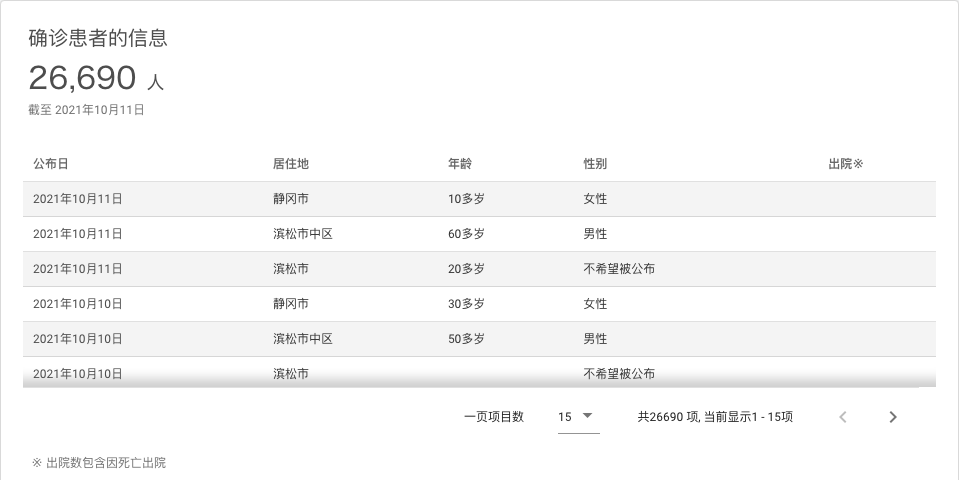 确诊患者的信息
26,690 人
截至 2021年10月11日
公布日 居住地 年龄 性别 出院※
2021年10月11日 静冈市 10多岁 女性
2021年10月11日 滨松市中区 60多岁 男性
2021年10月11日 滨松市 20多岁 不希望被公布
2021年10月10日 静冈市 30多岁 女性
2021年10月10日 滨松市中区 50多岁 男性
2021年10月10日 滨松市 不希望被公布
一页项目数 15 共26690 项, 当前显示1 - 15项
※ 出院数包含因死亡出院